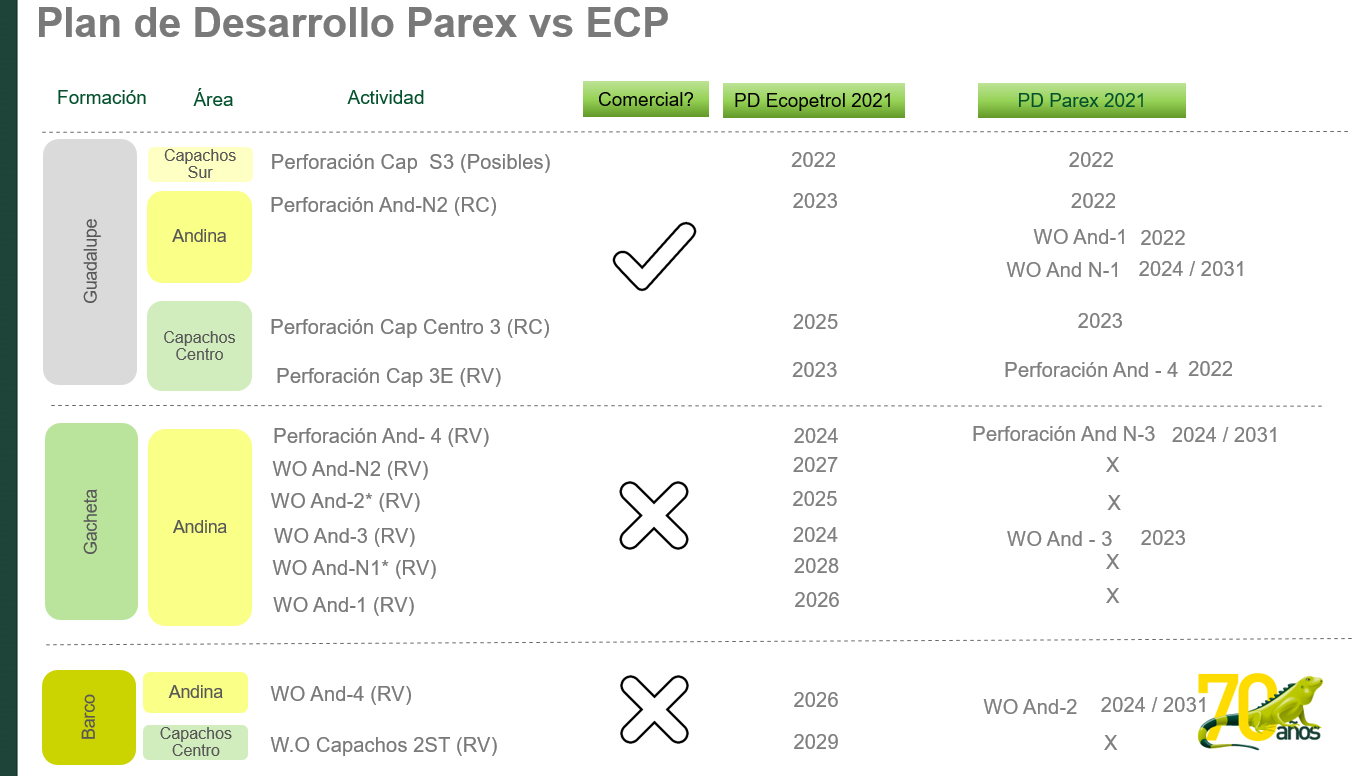 Plan de Desarrollo Parex vs ECP
Formación Área Actividad Comercial? PD Ecopetrol 2021 PD Parex 2021
Guadalupe
Capachos
Sur
Perforación Cap S3 (Posibles) 2022 2022
Andina
Perforación And-N2 (RC) 2023 2022
WO And-1 2022
WO And N-1 2024 / 2031
Capachos
Centro
Perforación Cap Centro 3 (RC) 2025 2023
Perforación Cap 3E (RV) 2023 Perforación And - 4 2022
Gacheta
Andina
Perforación And- 4 (RV) 2024 Perforación And N-3 2024 / 2031
WO And-N2 (RV) 2027 X
WO And-2* (RV) 2025 X
WO And-3 (RV) 2024 WO And - 3 2023
WO And-N1* (RV) 2028 X
WO And-1 (RV) 2026 X
Barco
Andina
WO And-4 (RV) 2026 WO And-2 2024 / 2031
Capachos
Centro
W.O Capachos 2ST (RV) 2029 X
70
años